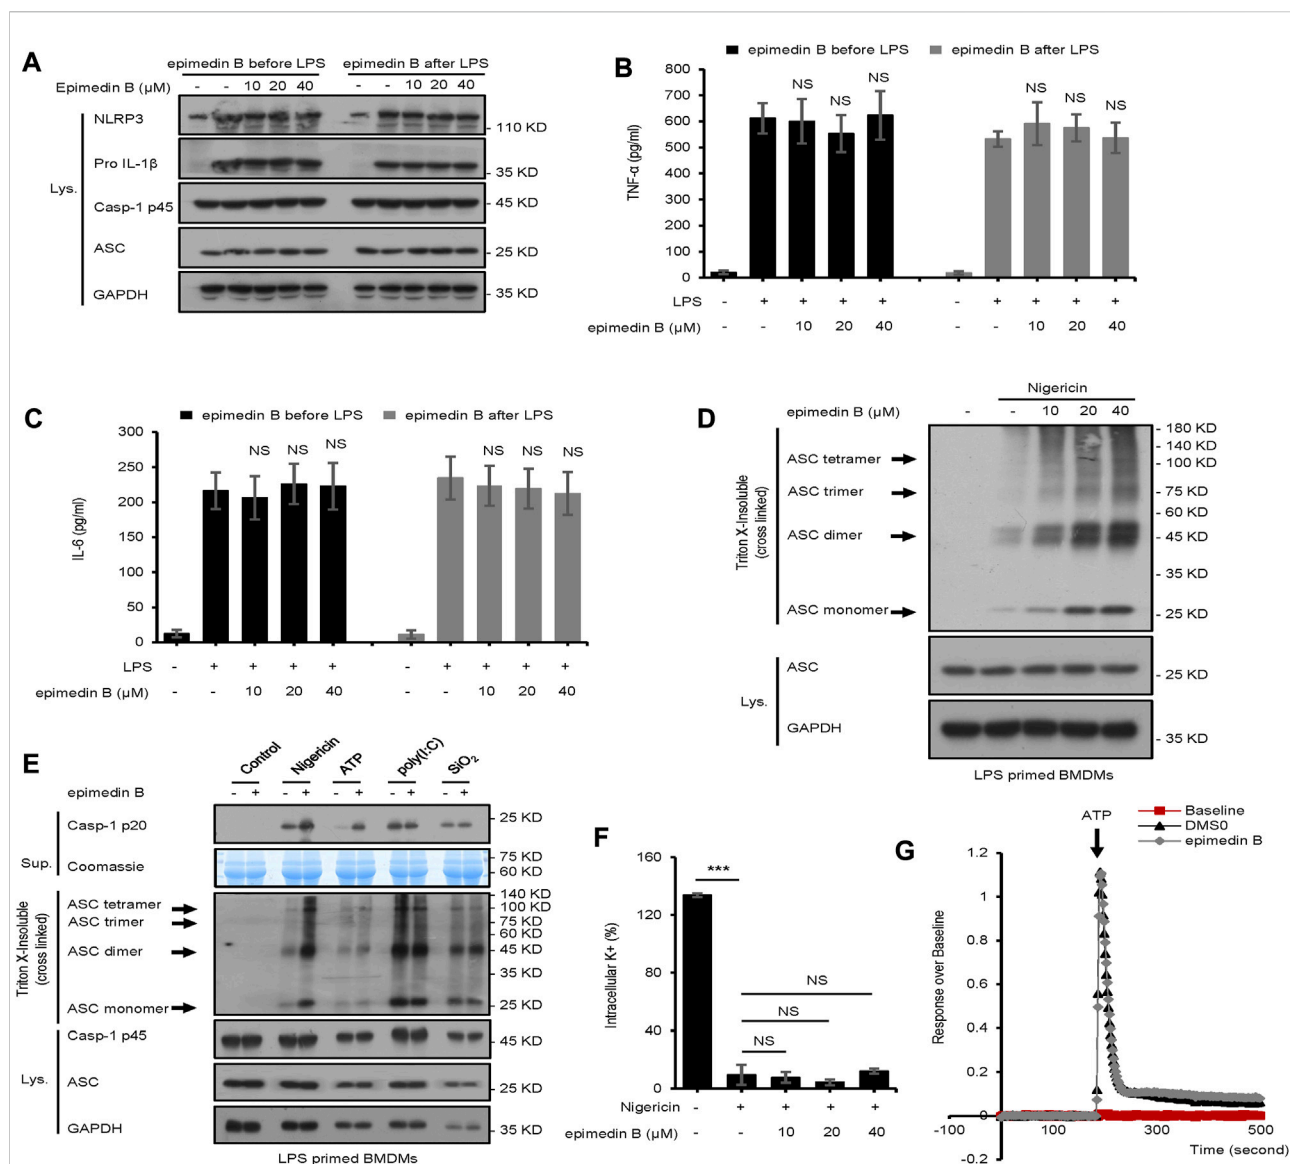 A
epimedin B before LPS epimedin B after LPS
Epimedin B (µM) - - 10 20 40 - - 10 20 40
NLRP3
- 110 KD
Pro IL-1β
- 35 KD
Lys.
Casp-1 p45 - 45 KD
ASC - 25 KD
GAPDH - 35 KD
B
epimedin B before LPS epimedin B after LPS
TNF-α (pg/ml)
800
700
600
500
400
300
200
100
0
NS NS NS NS NS NS
LPS - + + + + - + + + +
epimedin B (µM) - - 10 20 40 - - 10 20 40
C
epimedin B before LPS epimedin B after LPS
IL-6 (pg/ml)
300
250
200
150
100
50
0
NS NS NS NS NS NS
LPS - + + + + - + + + +
epimedin B (µM) - - 10 20 40 - - 10 20 40
D
Nigericin
epimedin B (µM) - - 10 20 40
Triton X-Insoluble
(cross linked)
ASC tetramer
ASC trimer
ASC dimer
ASC monomer
- 180 KD
- 140 KD
- 100 KD
- 75 KD
- 60 KD
- 45 KD
- 35 KD
- 25 KD
Lys.
ASC - 25 KD
GAPDH - 35 KD
LPS primed BMDMs
E
Control Nigericin ATP poly(I:C) SiO2
epimedin B - + - + - + - + - +
Sup.
Casp-1 p20 - 25 KD
Coomassie
- 75 KD
- 60 KD
Triton X-Insoluble
(cross linked)
ASC tetramer
ASC trimer
ASC dimer
ASC monomer
- 140 KD
- 100 KD
- 75 KD
- 60 KD
- 45 KD
- 35 KD
- 25 KD
Lys.
Casp-1 p45 - 45 KD
ASC - 25 KD
GAPDH - 35 KD
LPS primed BMDMs
F
Intracellular K+ (%)
160
120
80
40
0
***
NS
NS
NS
Nigericin - + + + +
epimedin B (µM) - - 10 20 40
G
ATP
Baseline
DMS0
epimedin B
Response over Baseline
1.2
1
0.8
0.6
0.4
0.2
0
-0.2
-100 100 300 500
Time (second)